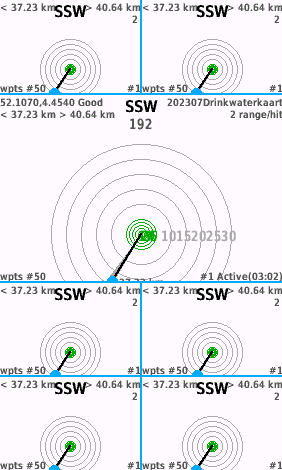 < 37.23 km SSW > 40.64 km
2
wpts #50 #1
< 37.23 km SSW > 40.64 km
2
wpts #50 #1
52.1070,4.4540 Good SSW 202307Drinkwaterkaart
< 37.23 km > 40.64 km 192 2 range/hit
1015202530
wpts #50 #1 Active(03:02)
< 37.23 km SSW > 40.64 km
2
wpts #50 #1
< 37.23 km SSW > 40.64 km
2
wpts #50 #1
< 37.23 km SSW > 40.64 km
2
wpts #50 #1
< 37.23 km SSW > 40.64 km
2
wpts #50 #1